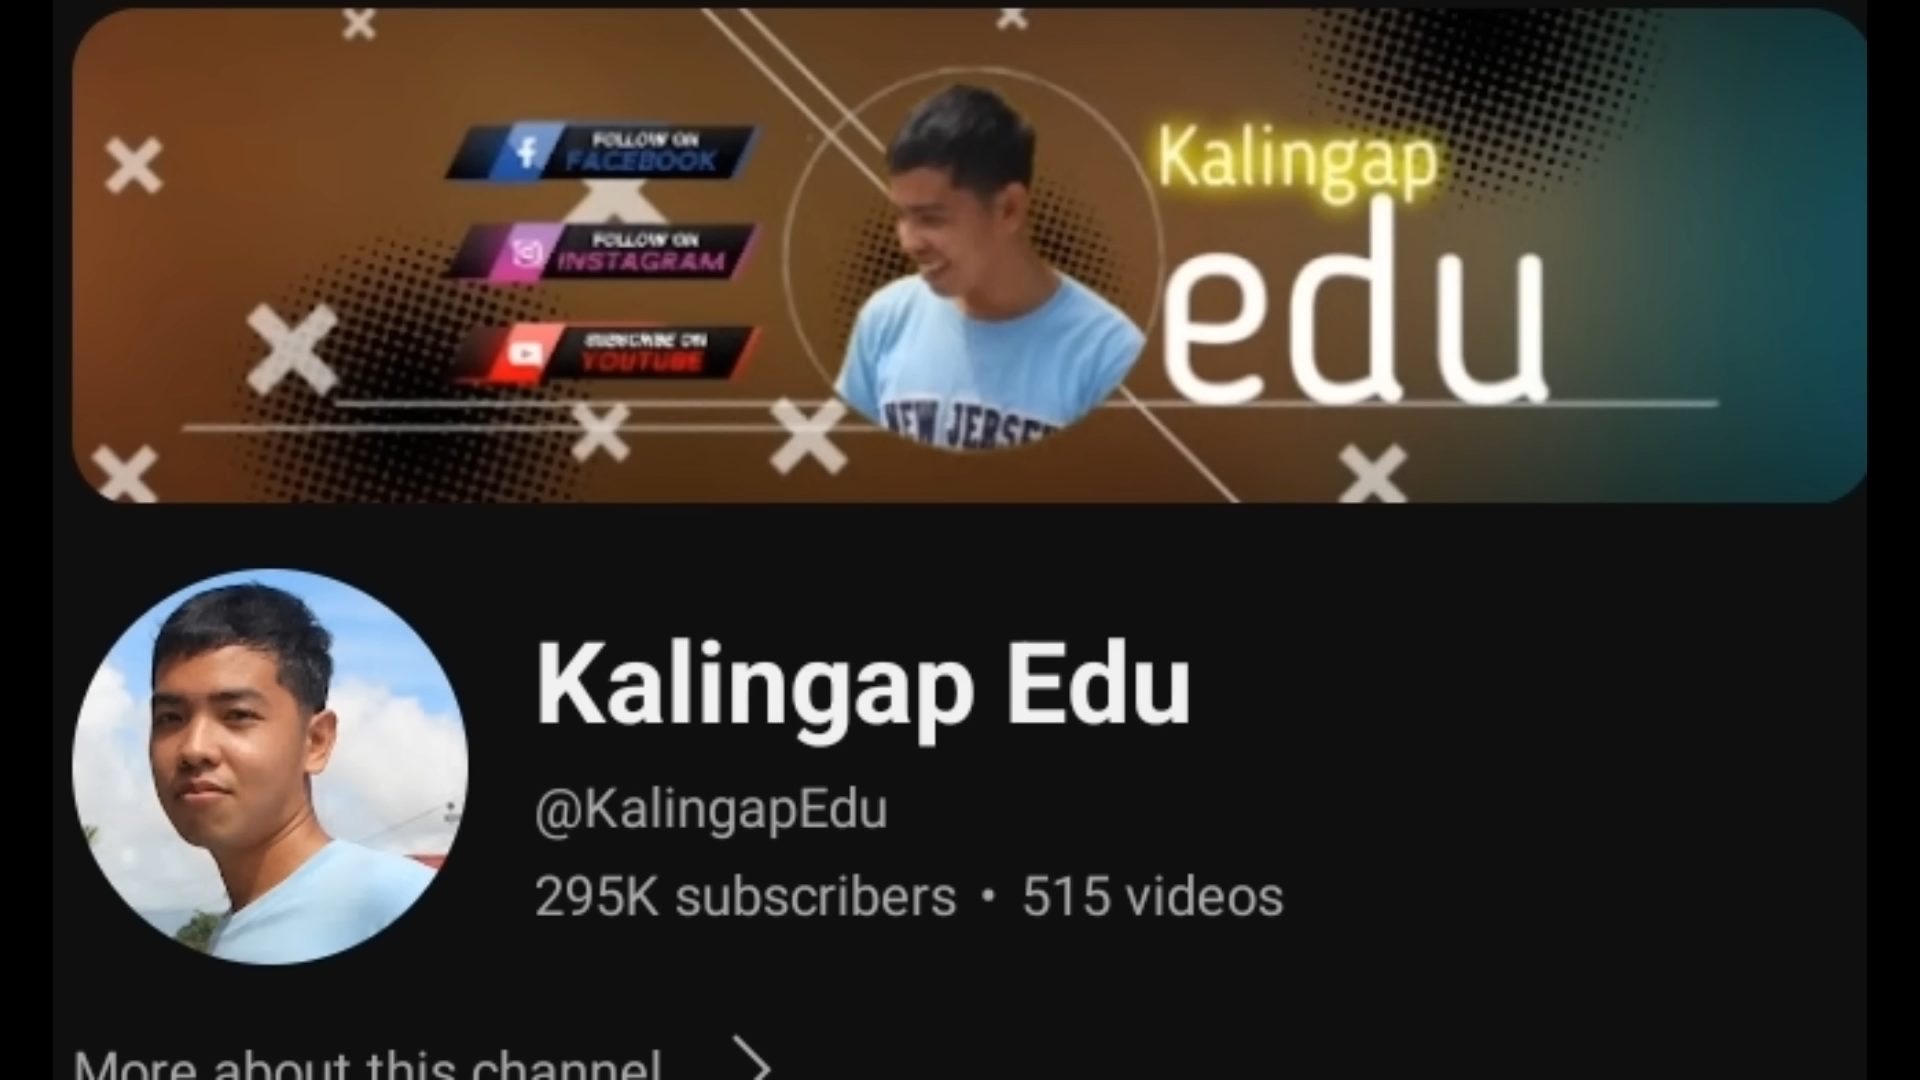 FOLLOW ON
FACEBOOK
FOLLOW ON
INSTAGRAM
SUBSCRIBE ON
YOUTUBE
NEW JERSEY
Kalingap
edu
Kalingap Edu
@KalingapEdu
295K subscribers • 515 videos
More about this channel